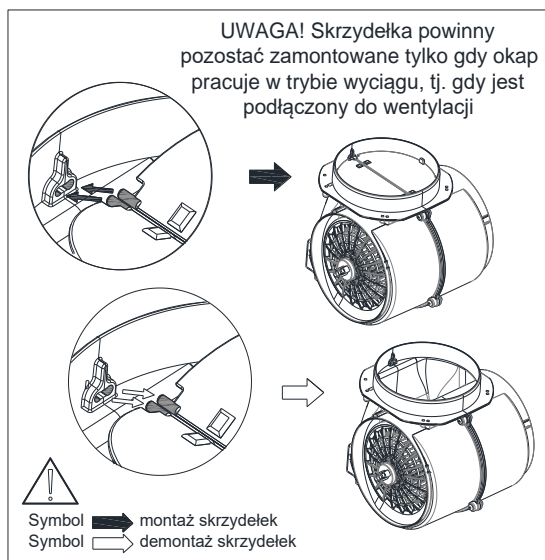 UWAGA! Skrzydełka powinny
pozostać zamontowane tylko gdy okap
pracuje w trybie wyciągu, tj. gdy jest
podłączony do wentylacji
Symbol montaż skrzydełek
Symbol demontaż skrzydełek